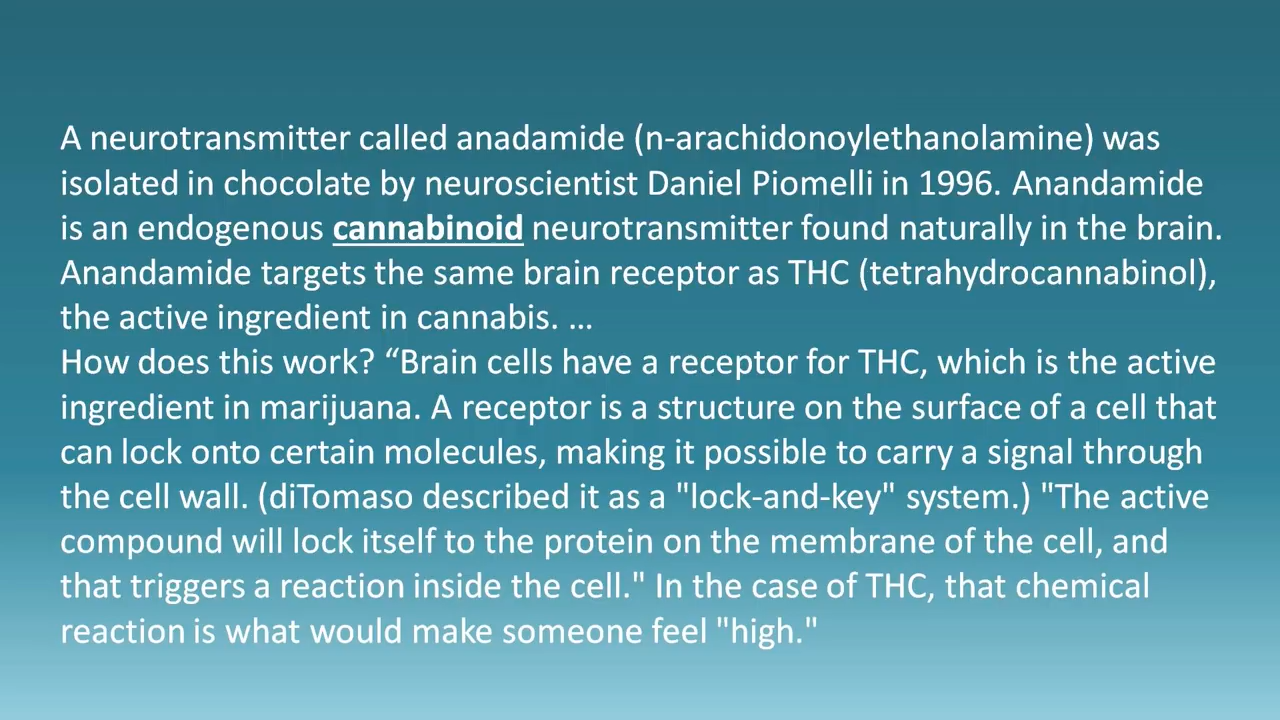 A neurotransmitter called anadamide (n-arachidonoylethanolamine) was
isolated in chocolate by neuroscientist Daniel Piomelli in 1996. Anandamide
is an endogenous cannabinoid neurotransmitter found naturally in the brain.
Anandamide targets the same brain receptor as THC (tetrahydrocannabinol),
the active ingredient in cannabis. …
How does this work? “Brain cells have a receptor for THC, which is the active
ingredient in marijuana. A receptor is a structure on the surface of a cell that
can lock onto certain molecules, making it possible to carry a signal through
the cell wall. (diTomaso described it as a "lock-and-key" system.) "The active
compound will lock itself to the protein on the membrane of the cell, and
that triggers a reaction inside the cell." In the case of THC, that chemical
reaction is what would make someone feel "high."